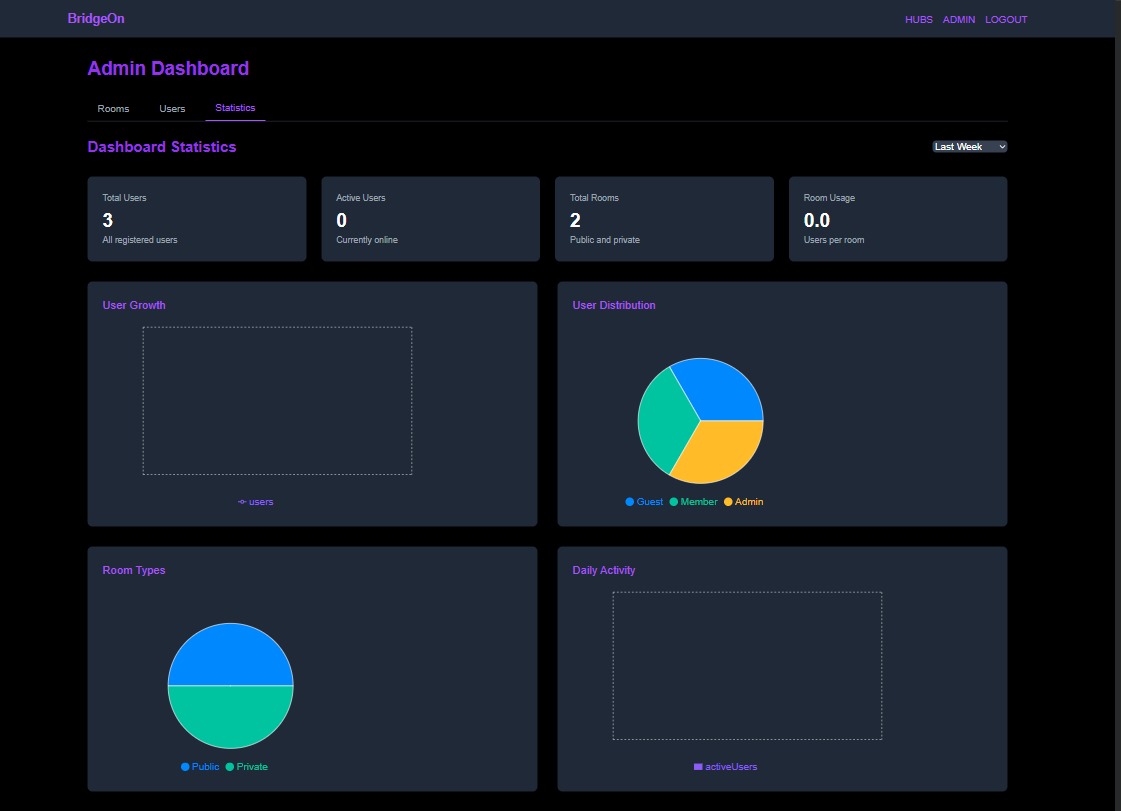 BridgeOn
HUBS ADMIN LOGOUT
Admin Dashboard
Rooms Users Statistics
Dashboard Statistics
Last Week
Total Users
3
All registered users
Active Users
0
Currently online
Total Rooms
2
Public and private
Room Usage
0.0
Users per room
User Growth
users
User Distribution
Guest Member Admin
Room Types
Public Private
Daily Activity
activeUsers